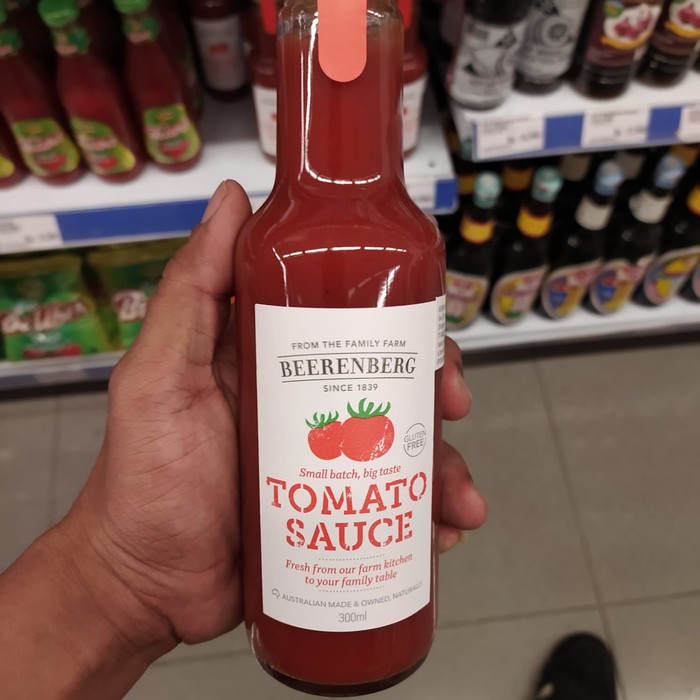 FROM THE FAMILY FARM
BEERENBERG
SINCE 1839
GLUTEN
FREE
Small batch, big taste
TOMATO
SAUCE
Fresh from our farm kitchen
to your family table
AUSTRALIAN MADE & OWNED, NATURALLY
300ml